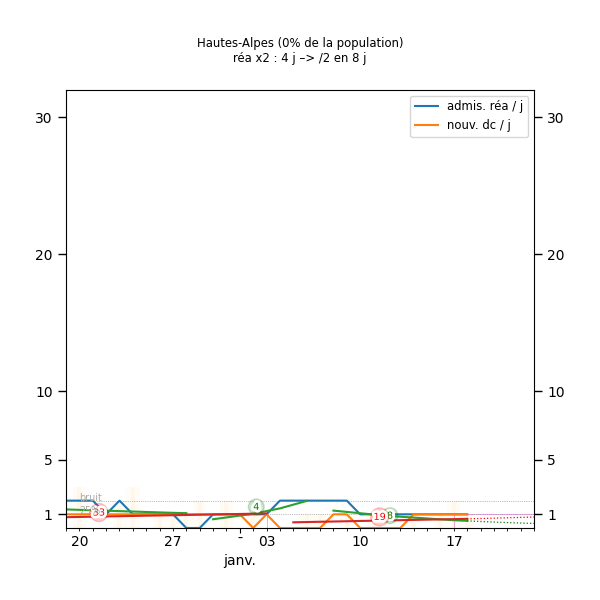 Hautes-Alpes (0% de la population)
réa x2 : 4 j –> /2 en 8 j
admis. réa / j
nouv. dc / j
30 30
20 20
10 10
5 5
bruit
33 4 19 8
1 1
20 27 - 03 10 17
janv.